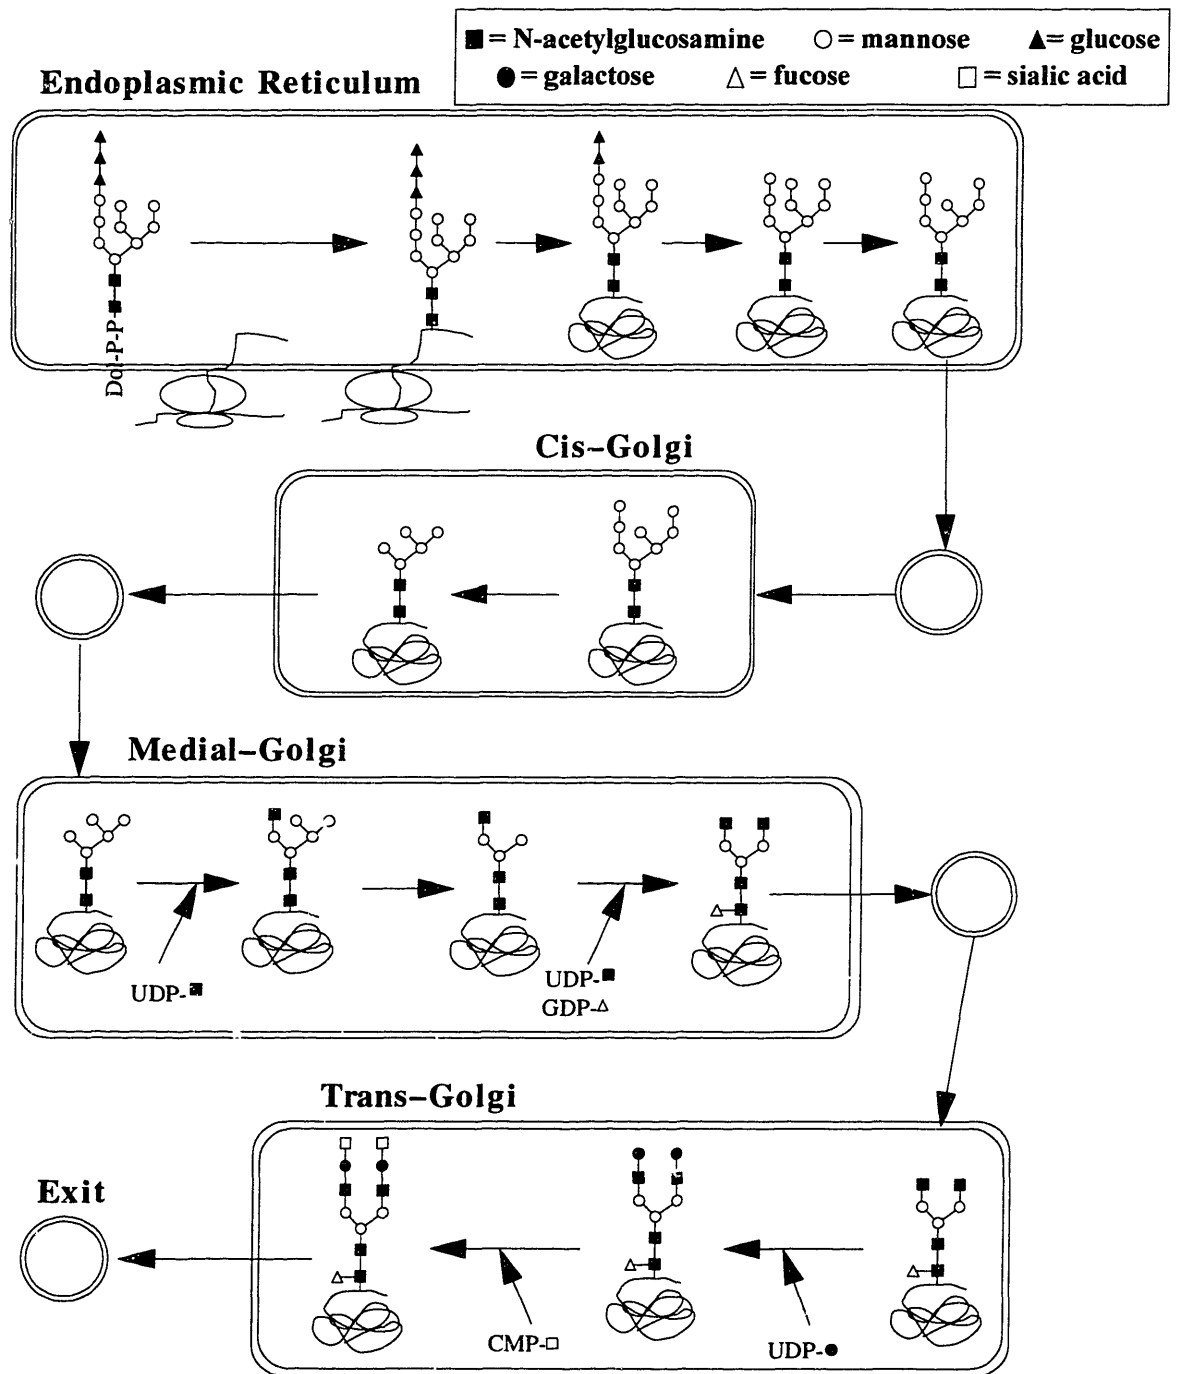 ■ = N-acetylglucosamine ○ = mannose ▲ = glucose
● = galactose △ = fucose □ = sialic acid
Endoplasmic Reticulum
Dol-P-P
Cis-Golgi
Medial-Golgi
UDP-■
UDP-■
GDP-△
Trans-Golgi
Exit
CMP-□
UDP-●